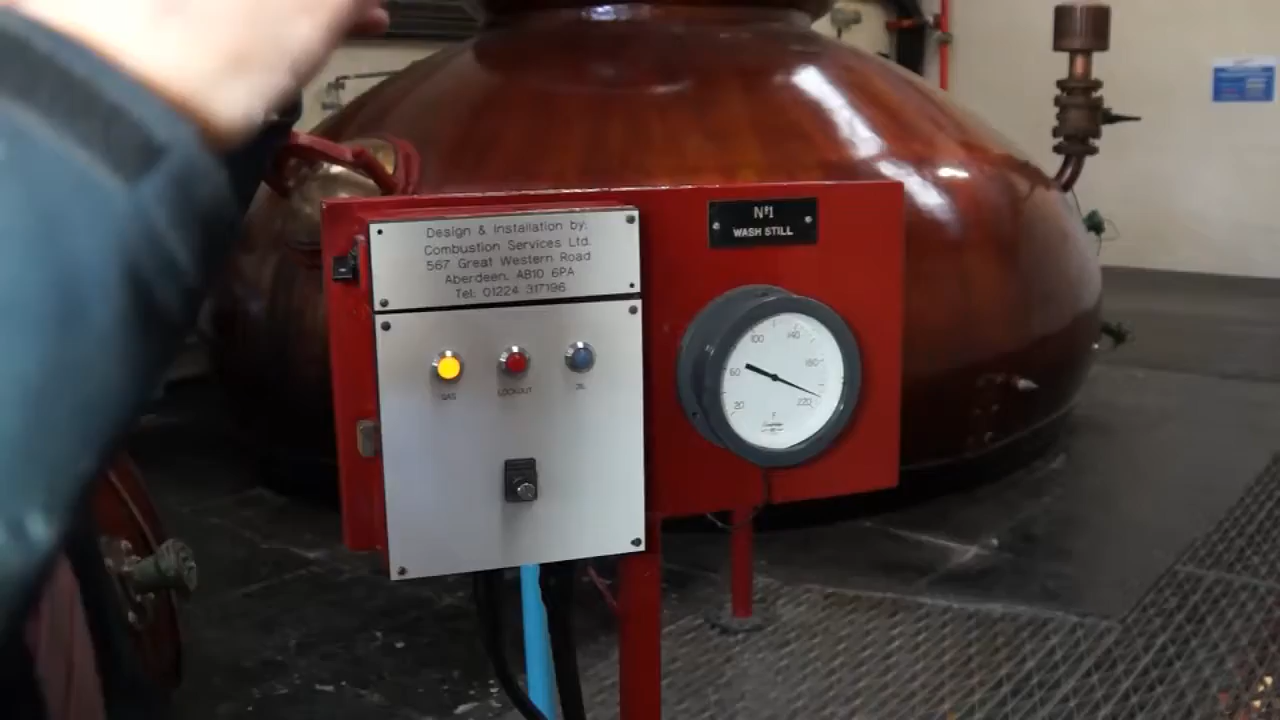 Design & Installation by:
Combustion Services Ltd.
567 Great Western Road
Aberdeen, AB10 6PA
Tel: 01224 317196
Nº1
WASH STILL
GAS
LOCKOUT
OIL
100
140
60
180
20
220
F